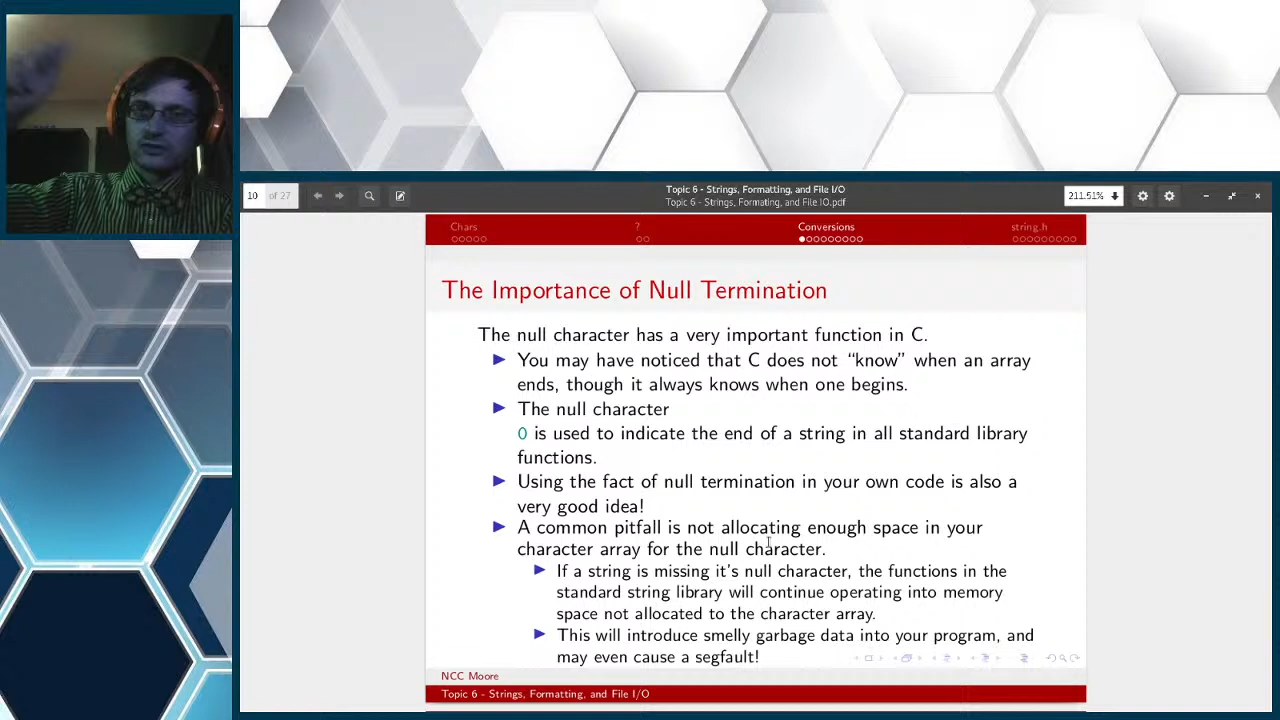 10 of 27
Topic 6 - Strings, Formatting, and File I/O
Topic 6 - Strings, Formating, and File IO.pdf
211.51%
Chars ? Conversions string.h
The Importance of Null Termination
The null character has a very important function in C.
You may have noticed that C does not “know” when an array
ends, though it always knows when one begins.
The null character
0 is used to indicate the end of a string in all standard library
functions.
Using the fact of null termination in your own code is also a
very good idea!
A common pitfall is not allocating enough space in your
character array for the null character.
If a string is missing it's null character, the functions in the
standard string library will continue operating into memory
space not allocated to the character array.
This will introduce smelly garbage data into your program, and
may even cause a segfault!
NCC Moore
Topic 6 - Strings, Formatting, and File I/O